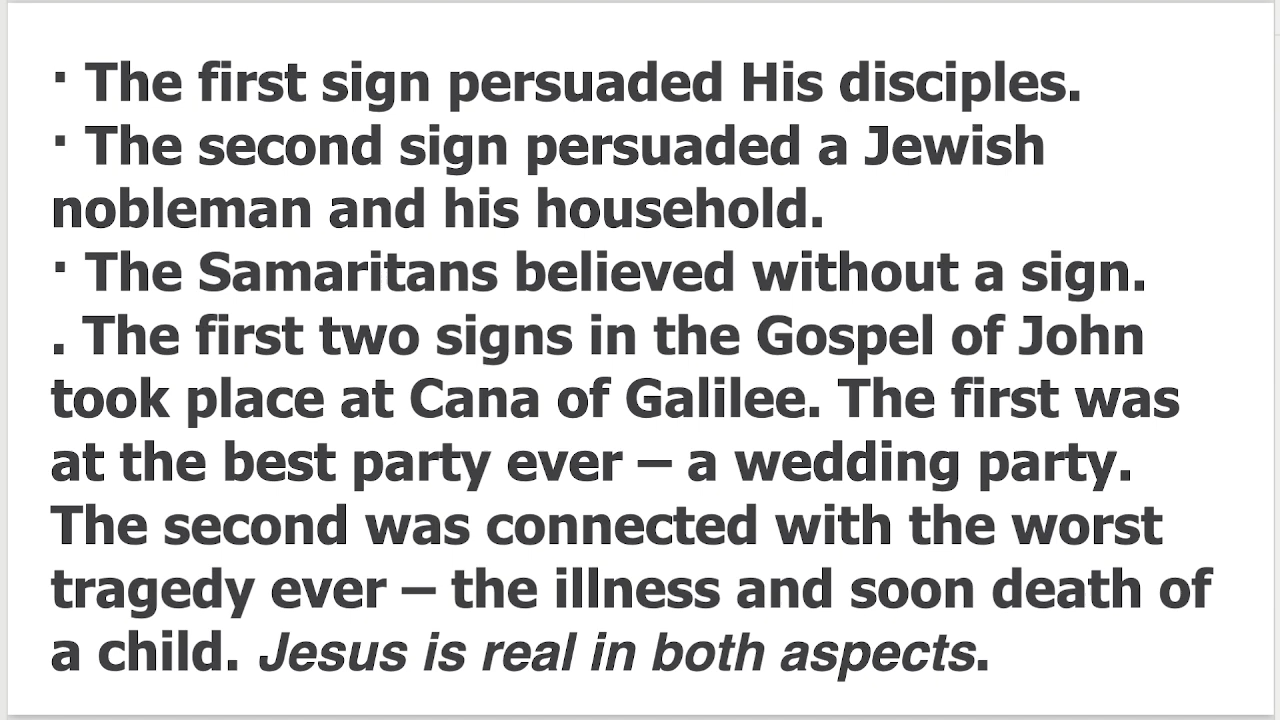 · The first sign persuaded His disciples.
· The second sign persuaded a Jewish
nobleman and his household.
· The Samaritans believed without a sign.
. The first two signs in the Gospel of John
took place at Cana of Galilee. The first was
at the best party ever – a wedding party.
The second was connected with the worst
tragedy ever – the illness and soon death of
a child. Jesus is real in both aspects.